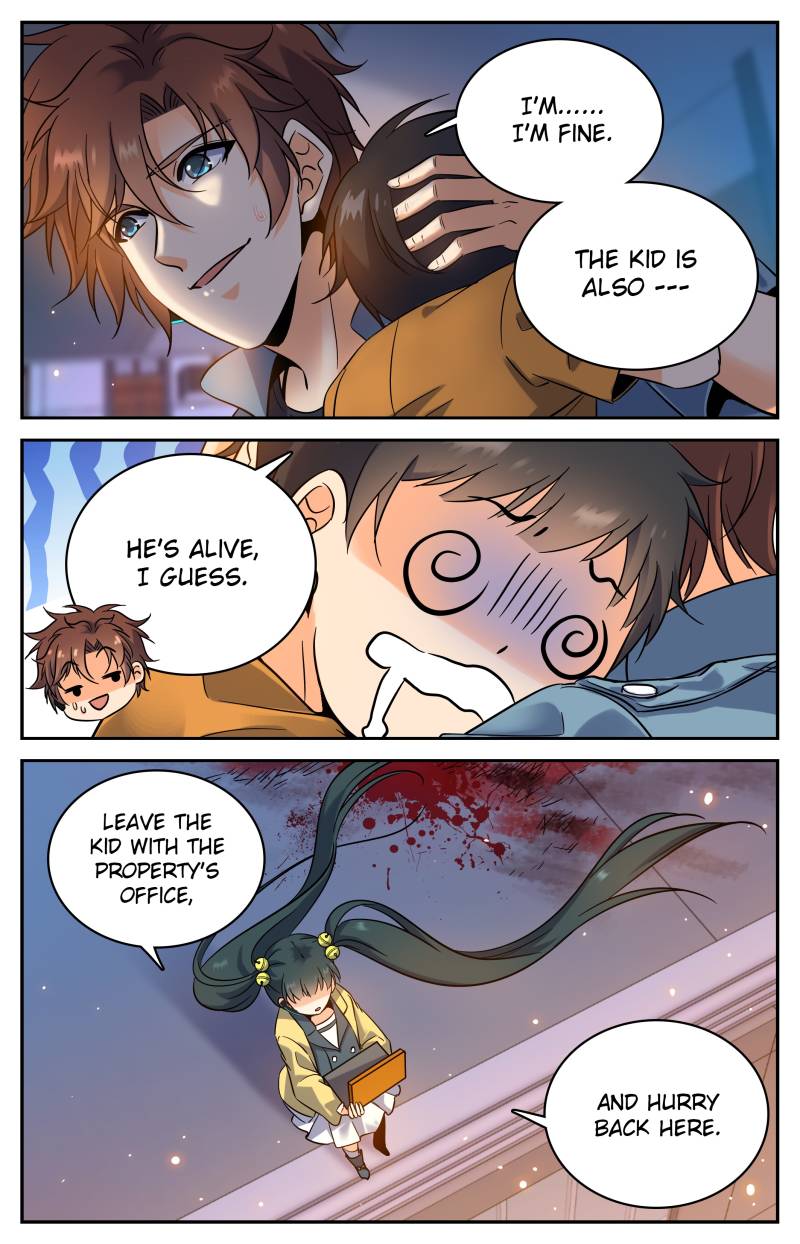 I'M......
I'M FINE.
THE KID IS
ALSO ---
HE'S ALIVE,
I GUESS.
LEAVE THE
KID WITH THE
PROPERTY'S
OFFICE,
AND HURRY
BACK HERE.